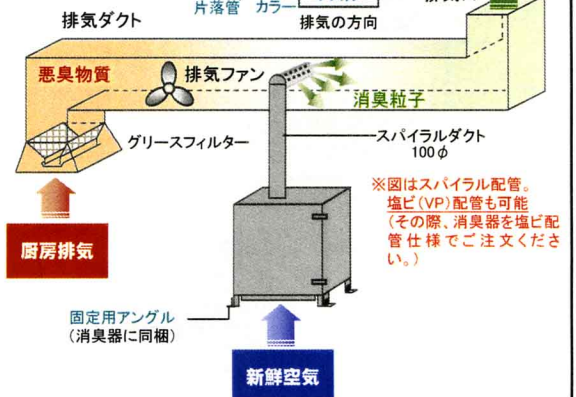 片落管 カラー
排気ダクト
排気の方向
悪臭物質
排気ファン
消臭粒子
グリースフィルター
スパイラルダクト
100φ
※図はスパイラル配管。
塩ビ(VP)配管も可能
(その際、消臭器を塩ビ配
管仕様でご注文くださ
い。)
厨房排気
固定用アングル
(消臭器に同梱)
新鮮空気